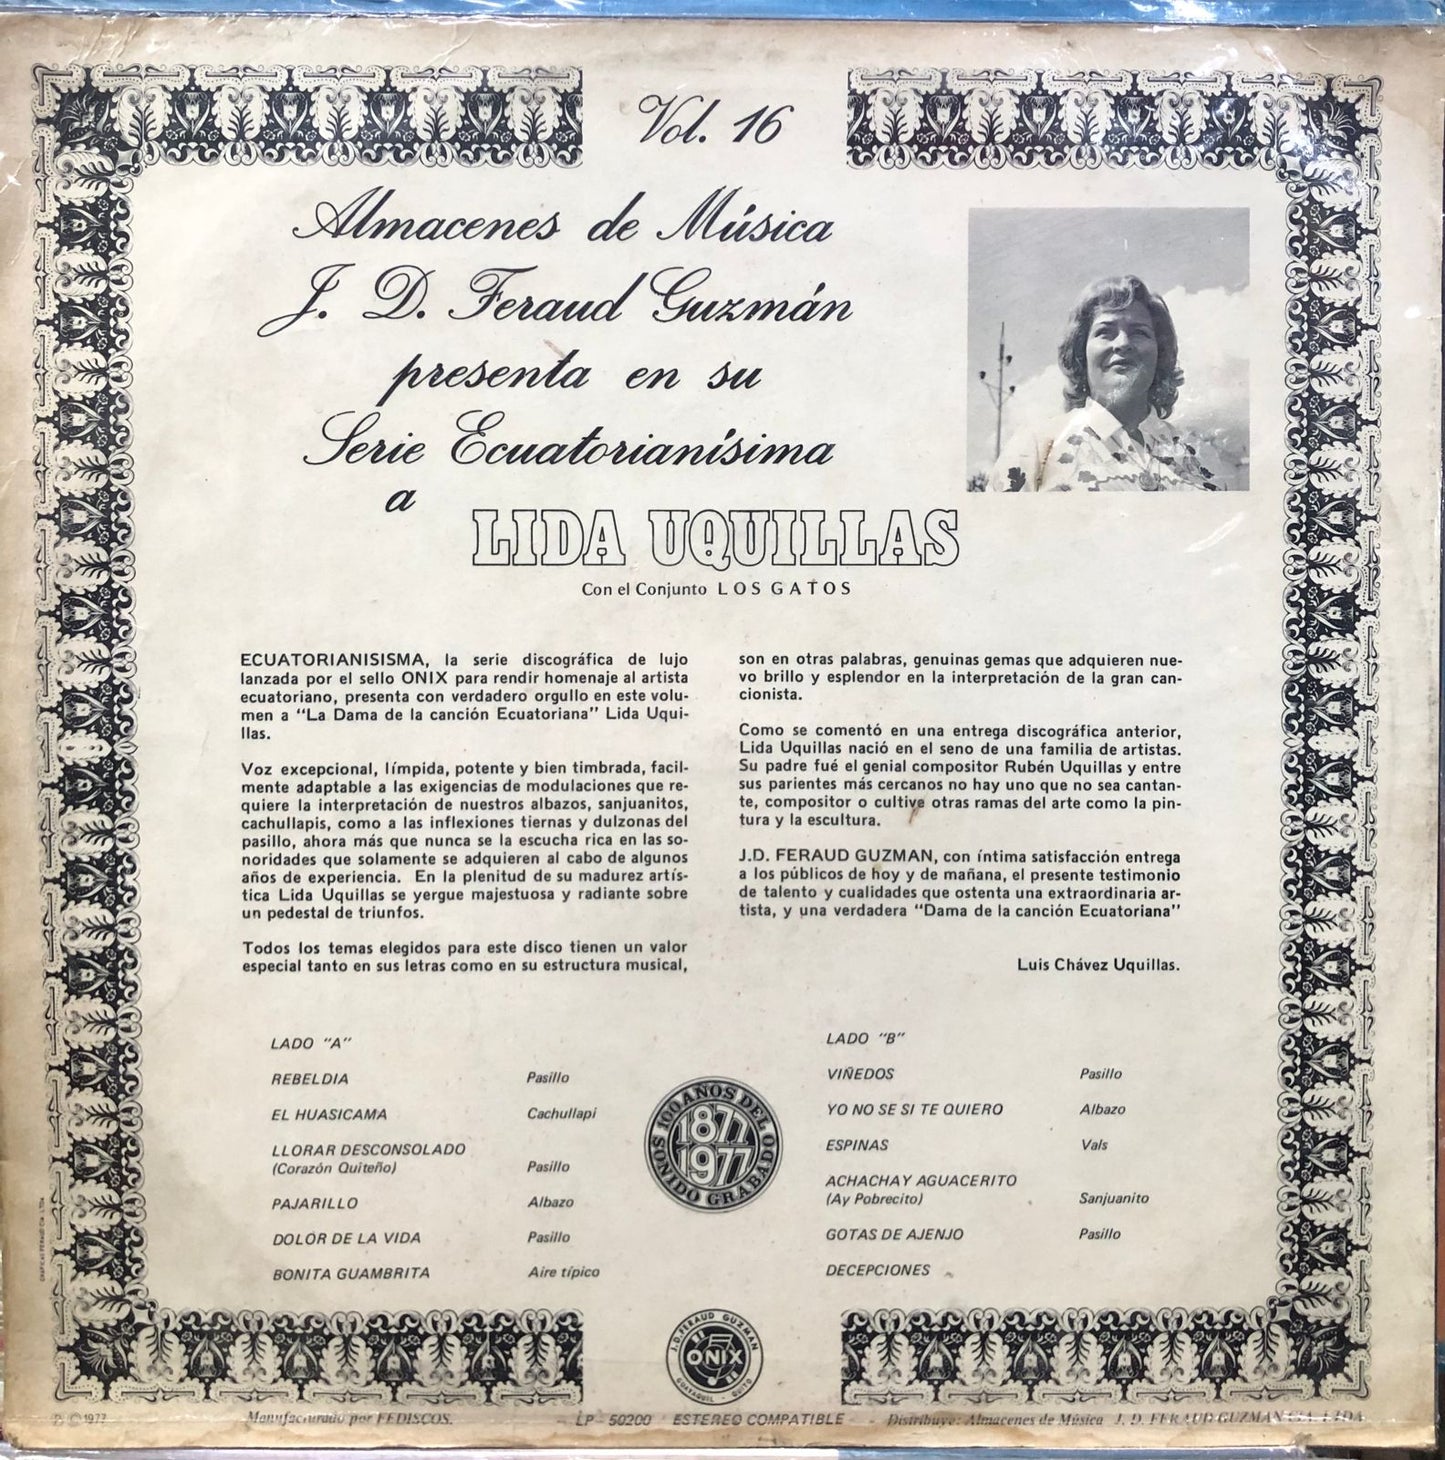 Vol. 16
Almacenes de Música
J. D. Feraud Guzmán
presenta en su
Serie Ecuatorianísima
a
LIDA UQUILLAS
Con el Conjunto LOS GATOS
ECUATORIANISISMA, la serie discográfica de lujo
lanzada por el sello ONIX para rendir homenaje al artista
ecuatoriano, presenta con verdadero orgullo en este volu-
men a "La Dama de la canción Ecuatoriana" Lida Uqui-
llas.
Voz excepcional, límpida, potente y bien timbrada, facil-
mente adaptable a las exigencias de modulaciones que re-
quiere la interpretación de nuestros albazos, sanjuanitos,
cachullapis, como a las inflexiones tiernas y dulzonas del
pasillo, ahora más que nunca se la escucha rica en las so-
noridades que solamente se adquieren al cabo de algunos
años de experiencia. En la plenitud de su madurez artís-
tica Lida Uquillas se yergue majestuosa y radiante sobre
un pedestal de triunfos.
Todos los temas elegidos para este disco tienen un valor
especial tanto en sus letras como en su estructura musical,
son en otras palabras, genuinas gemas que adquieren nue-
vo brillo y esplendor en la interpretación de la gran can-
cionista.
Como se comentó en una entrega discográfica anterior,
Lida Uquillas nació en el seno de una familia de artistas.
Su padre fué el genial compositor Rubén Uquillas y entre
sus parientes más cercanos no hay uno que no sea cantan-
te, compositor o cultive otras ramas del arte como la pin-
tura y la escultura.
J.D. FERAUD GUZMAN, con íntima satisfacción entrega
a los públicos de hoy y de mañana, el presente testimonio
de talento y cualidades que ostenta una extraordinaria ar-
tista, y una verdadera "Dama de la canción Ecuatoriana"
Luis Chávez Uquillas.
LADO "A"
REBELDIA Pasillo
EL HUASICAMA Cachullapi
LLORAR DESCONSOLADO
(Corazón Quiteño) Pasillo
PAJARILLO Albazo
DOLOR DE LA VIDA Pasillo
BONITA GUAMBRITA Aire típico
100 AÑOS DEL
1877
1977
SONIDO GRABADO
LADO "B"
VIÑEDOS Pasillo
YO NO SE SI TE QUIERO Albazo
ESPINAS Vals
ACHACHAY AGUACERITO
(Ay Pobrecito) Sanjuanito
GOTAS DE AJENJO Pasillo
DECEPCIONES
J.D. FERAUD GUZMAN
ONIX
GUAYAQUIL QUITO
℗ © 1977
Manufacturado por FEDISCOS.
LP - 50200 ESTEREO COMPATIBLE
- Distribuye: Almacenes de Música J. D. FERAUD GUZMAN CIA. LTDA